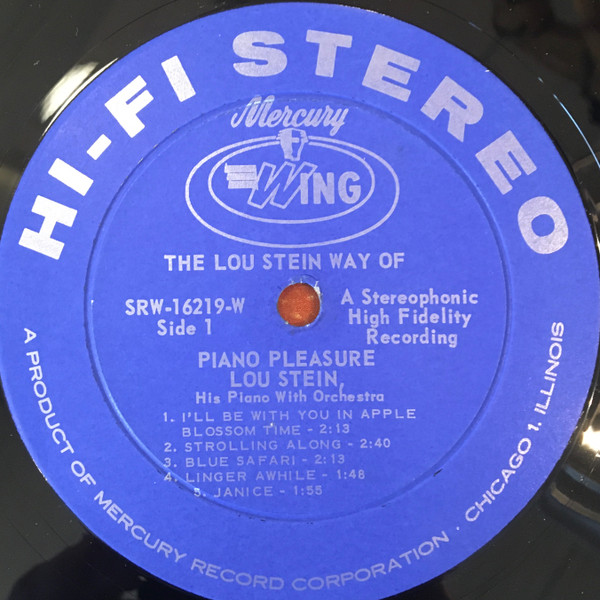 HI-FI STEREO
Mercury
WING
THE LOU STEIN WAY OF
SRW-16219-W
Side 1
A Stereophonic
High Fidelity
Recording
PIANO PLEASURE
LOU STEIN,
His Piano With Orchestra
1. I'LL BE WITH YOU IN APPLE
BLOSSOM TIME - 2:13
2. STROLLING ALONG - 2:40
3. BLUE SAFARI - 2:13
4. LINGER AWHILE - 1:48
5. JANICE - 1:55
A PRODUCT OF MERCURY RECORD CORPORATION · CHICAGO 1, ILLINOIS